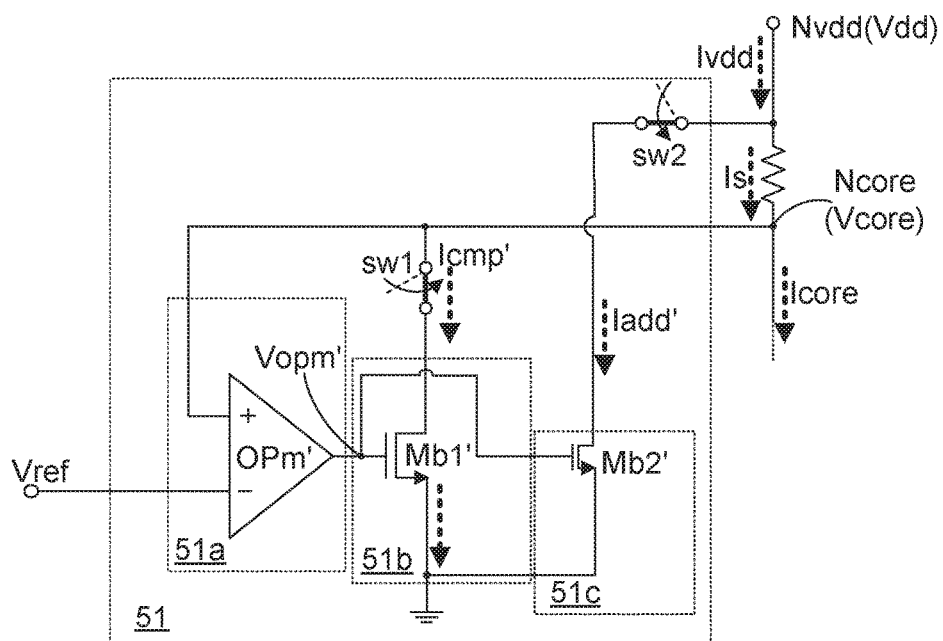 Nvdd(Vdd)
Ivdd
sw2
Is
Ncore
(Vcore)
sw1
Icmp'
Icore
Iadd'
Vopm'
+
OPm'
−
Mb1'
Mb2'
Vref
51a
51b
51c
51